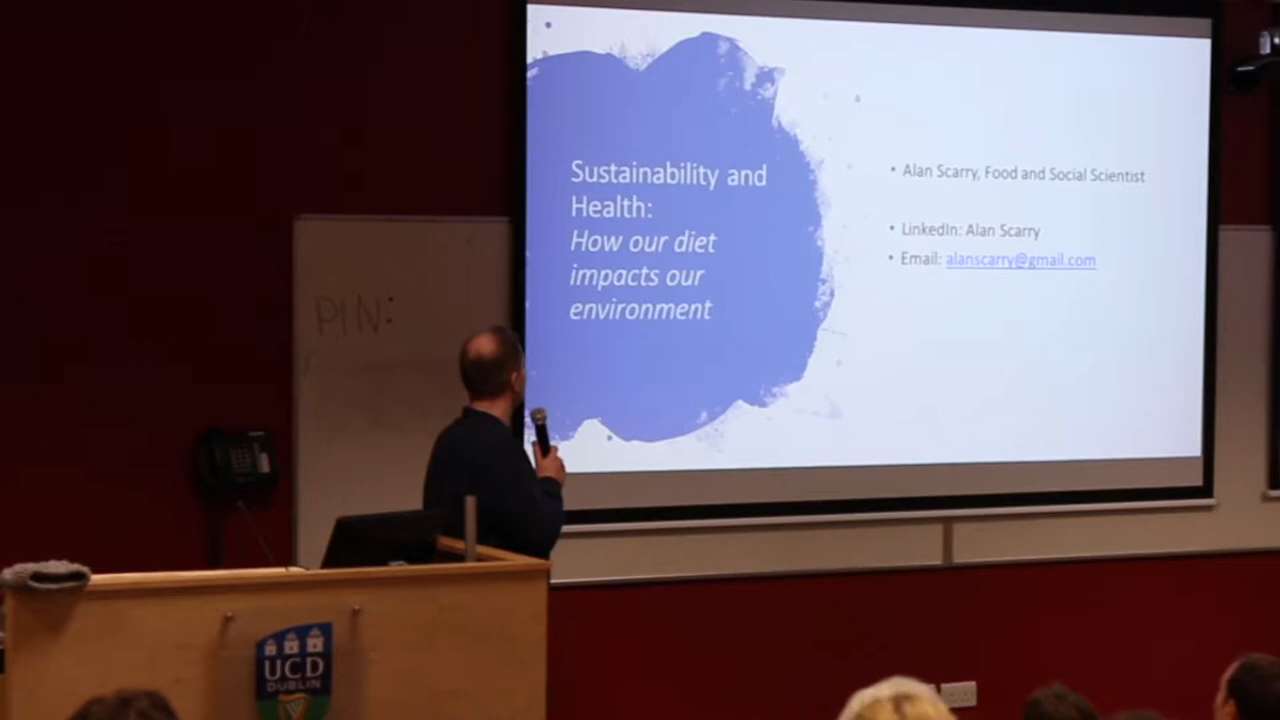 Sustainability and
Health:
How our diet
impacts our
environment
• Alan Scarry, Food and Social Scientist
• LinkedIn: Alan Scarry
• Email: alanscarry@gmail.com
PIN:
UCD
DUBLIN